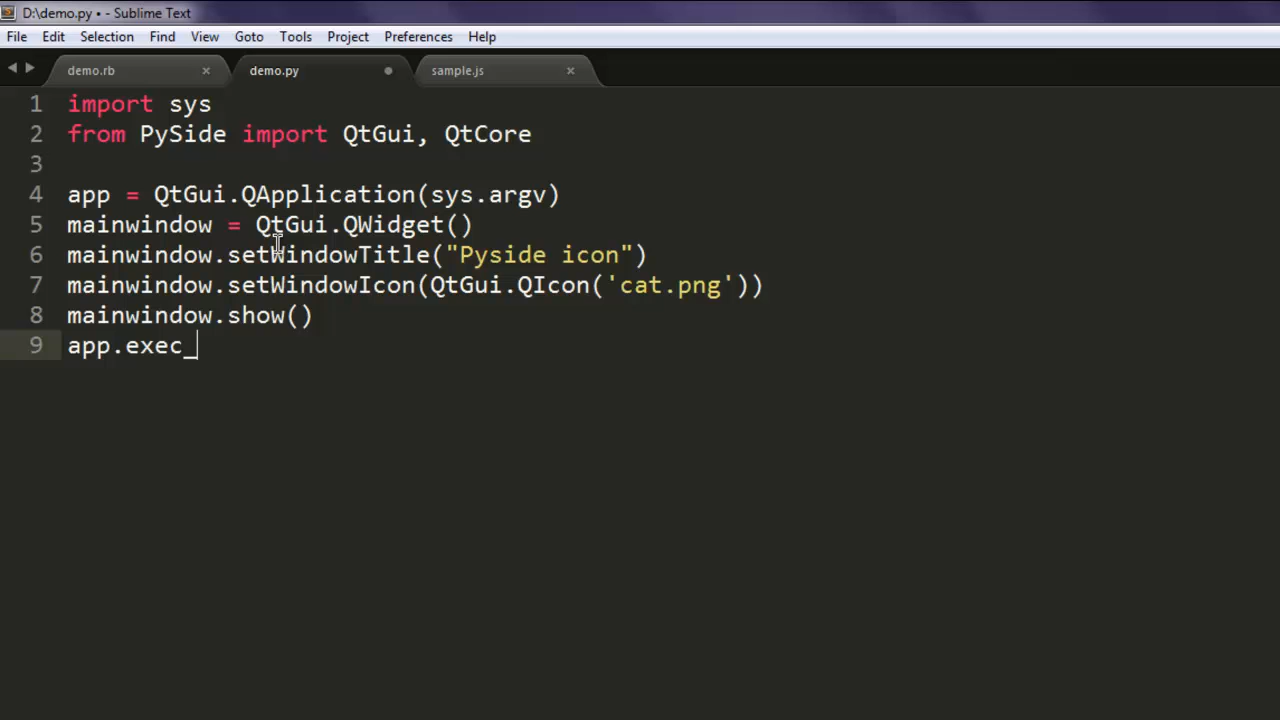 D:\demo.py • - Sublime Text
File Edit Selection Find View Goto Tools Project Preferences Help
demo.rb × demo.py sample.js ×
1 import sys
2 from PySide import QtGui, QtCore
3
4 app = QtGui.QApplication(sys.argv)
5 mainwindow = QtGui.QWidget()
6 mainwindow.setWindowTitle("Pyside icon")
7 mainwindow.setWindowIcon(QtGui.QIcon('cat.png'))
8 mainwindow.show()
9 app.exec_